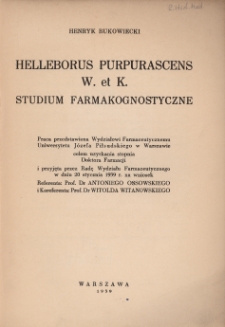 HENRYK BUKOWIECKI
HELLEBORUS PURPURASCENS
W. et K.
STUDIUM FARMAKOGNOSTYCZNE
Praca przedstawiona Wydziałowi Farmaceutycznemu
Uniwersytetu Józefa Piłsudskiego w Warszawie
celem uzyskania stopnia
Doktora Farmacji
i przyjęta przez Radę Wydziału Farmaceutycznego
w dniu 20 stycznia 1939 r. na wniosek
Referenta: Prof. Dr ANTONIEGO OSSOWSKIEGO
i Koreferenta: Prof. Dr WITOLDA WITANOWSKIEGO
WARSZAWA
1939